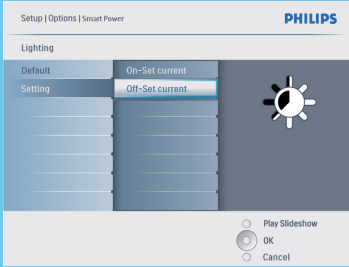 Setup | Options | Smart Power
PHILIPS
Lighting
Default
On-Set current
Setting
Off-Set current
Play Slideshow
OK
Cancel